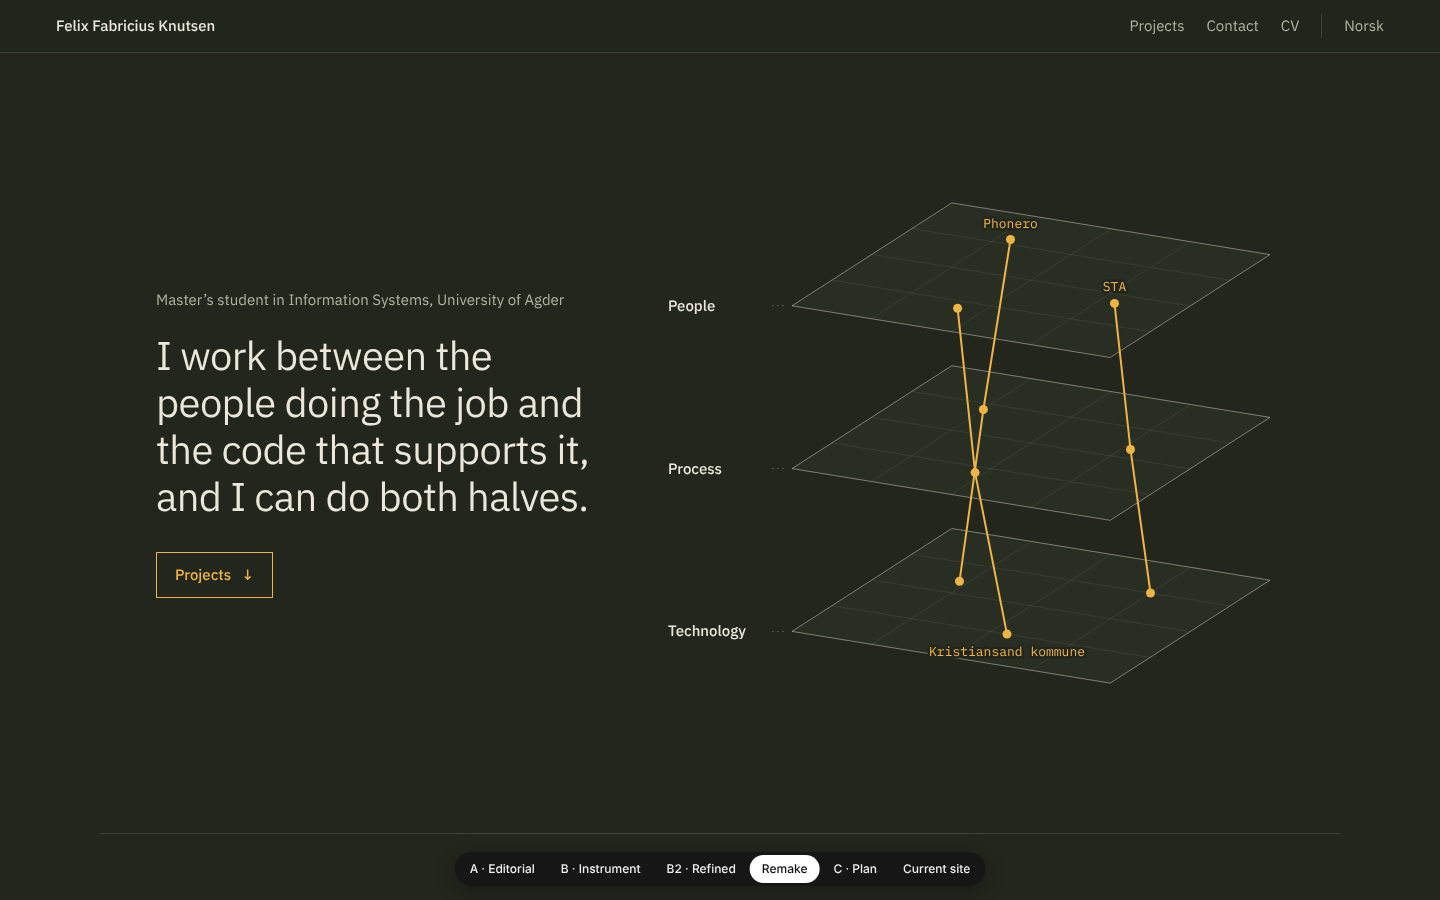 Felix Fabricius Knutsen
Projects Contact CV Norsk
Master’s student in Information Systems, University of Agder
I work between the
people doing the job and
the code that supports it,
and I can do both halves.
Projects ↓
Phonero
STA
People
Process
Technology
Kristiansand kommune
A · Editorial B · Instrument B2 · Refined Remake C · Plan Current site